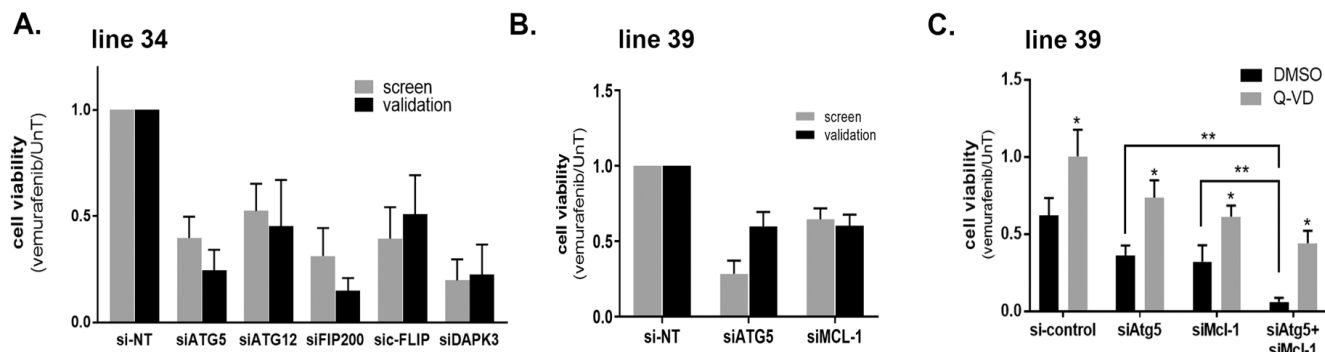 A.
line 34
screen
validation
cell viability
(vemurafenib/UnT)
1.0
0.5
0.0
si-NT siATG5 siATG12 siFIP200 sic-FLIP siDAPK3
B.
line 39
screen
validation
cell viability
(vemurafenib/UnT)
1.5
1.0
0.5
0.0
si-NT siATG5 siMCL-1
C.
line 39
DMSO
Q-VD
cell viability
(vemurafenib/UnT)
1.5
1.0
0.5
0.0
*
**
*
**
*
*
si-control siAtg5 siMcl-1 siAtg5+
siMcl-1